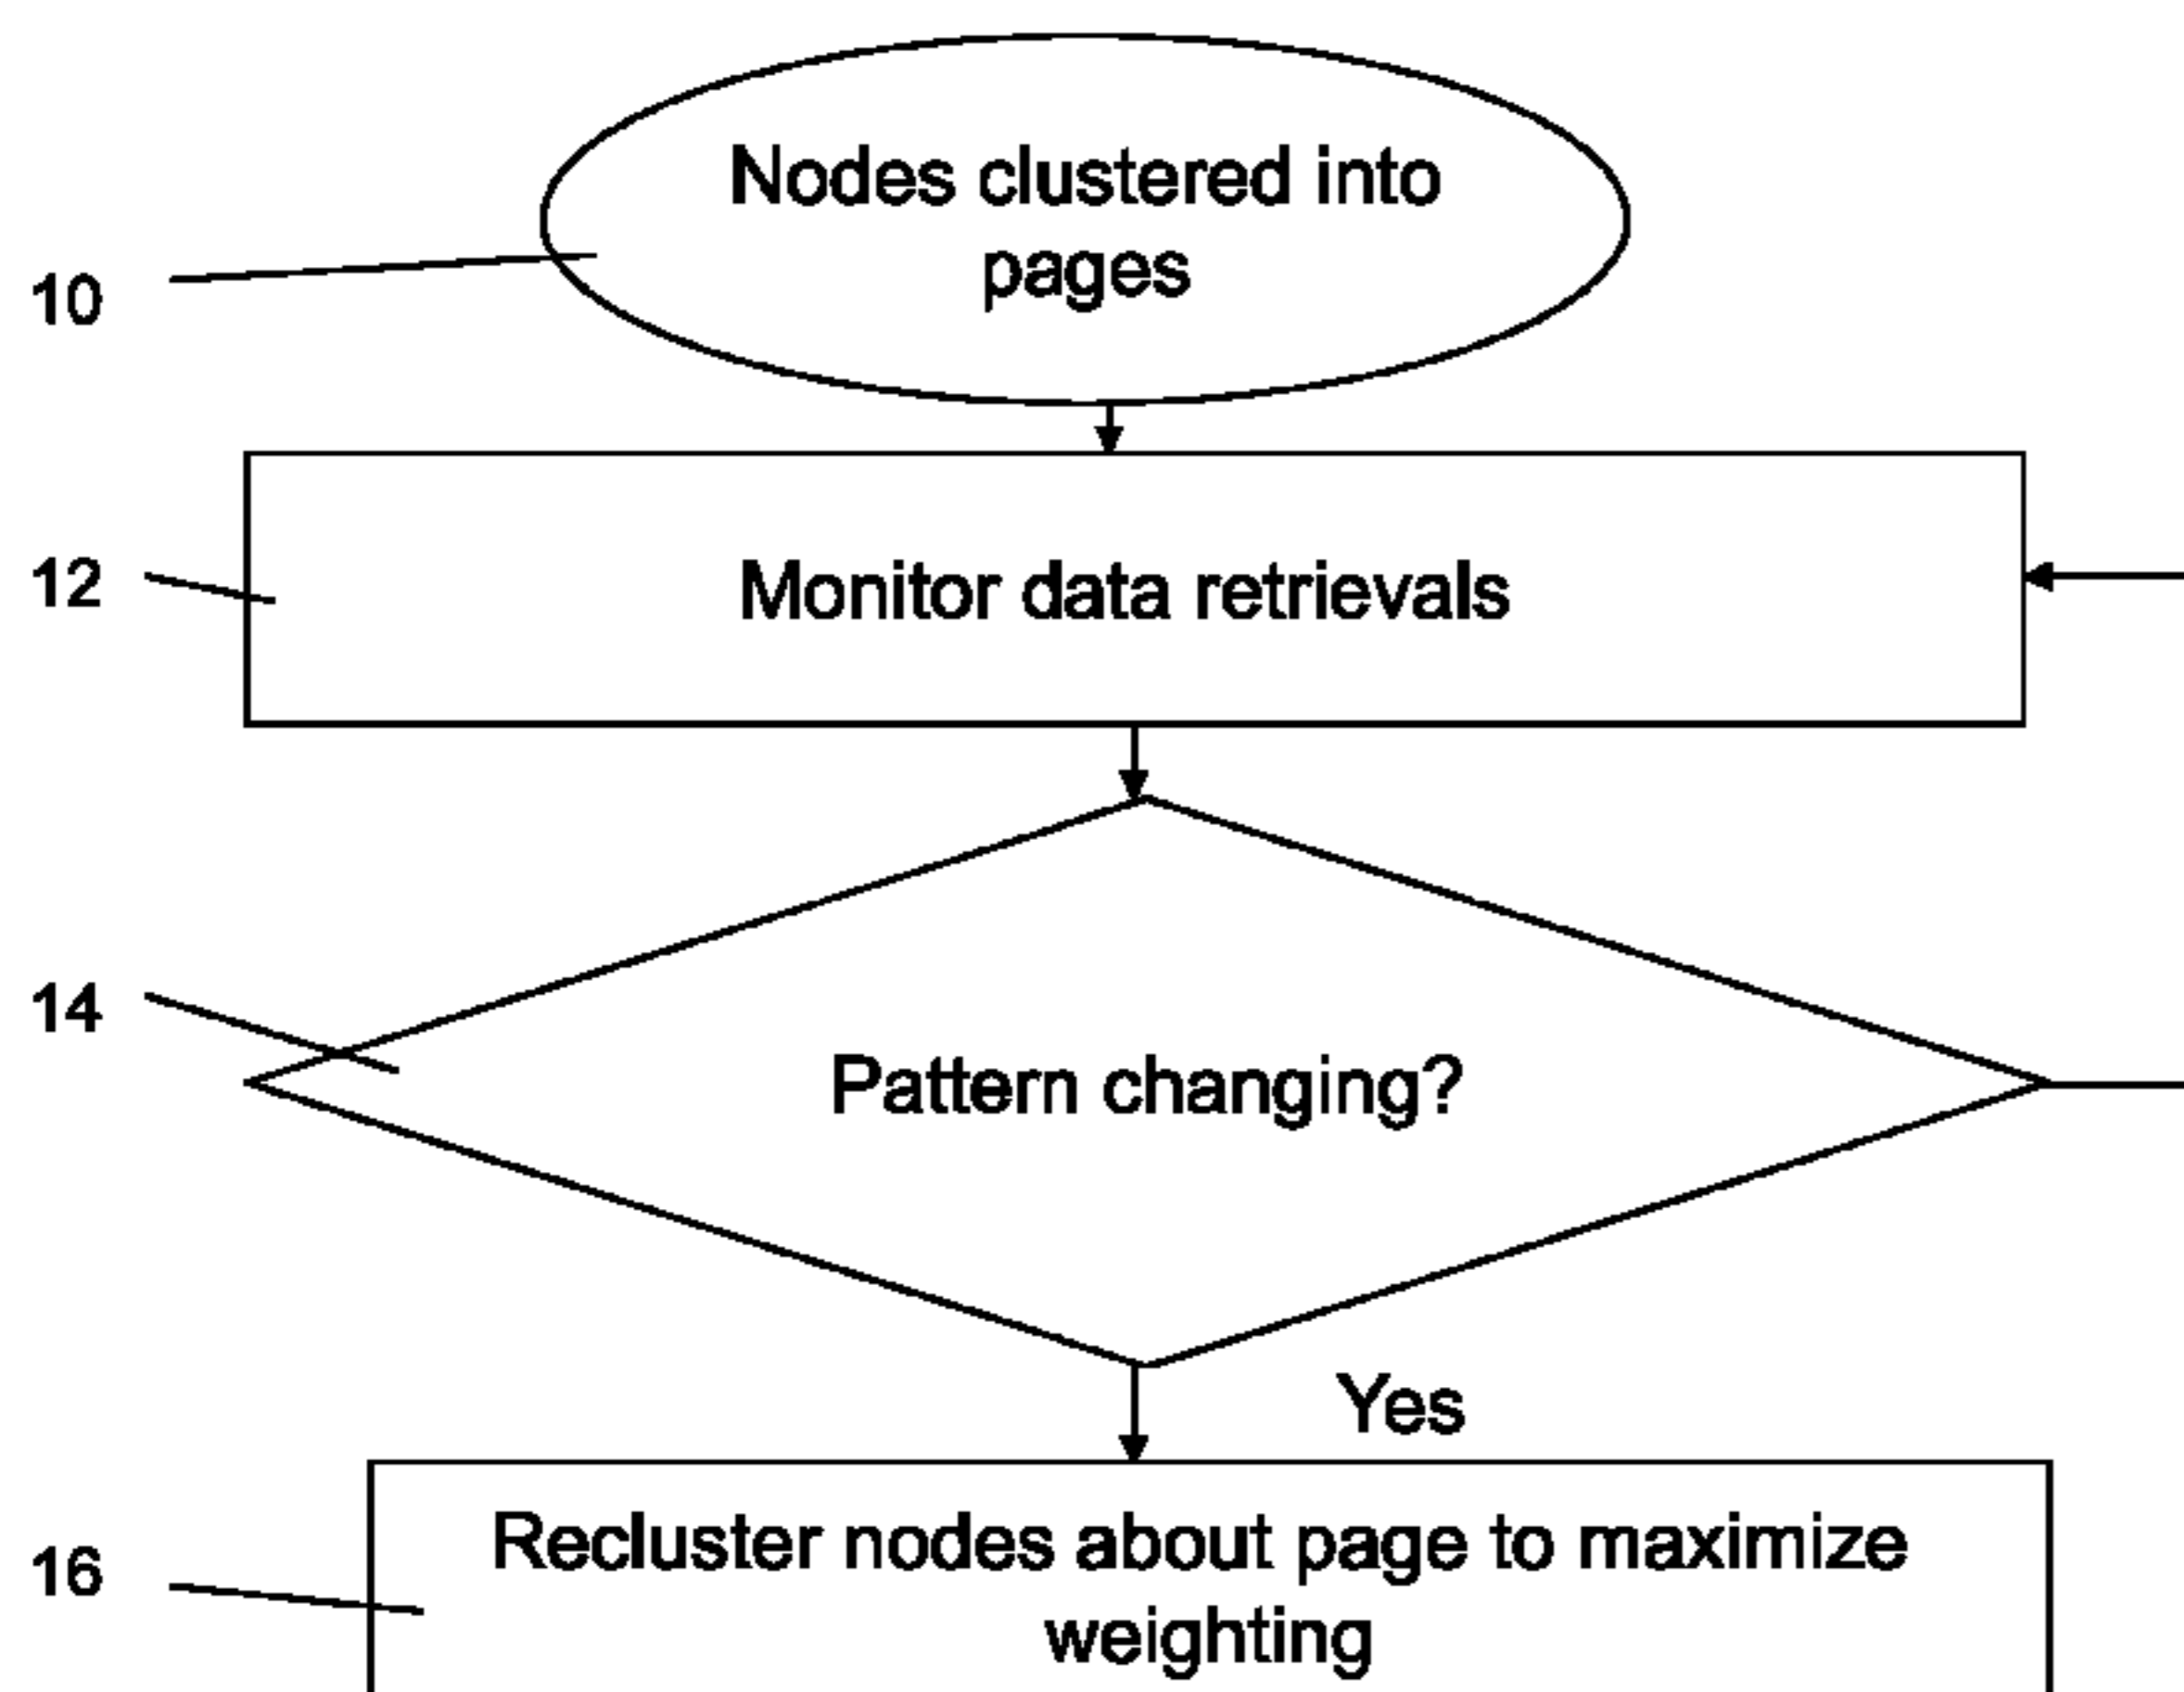 Nodes clustered into
pages
10
12
Monitor data retrievals
14
Pattern changing?
Yes
Recluster nodes about page to maximize
16
weighting